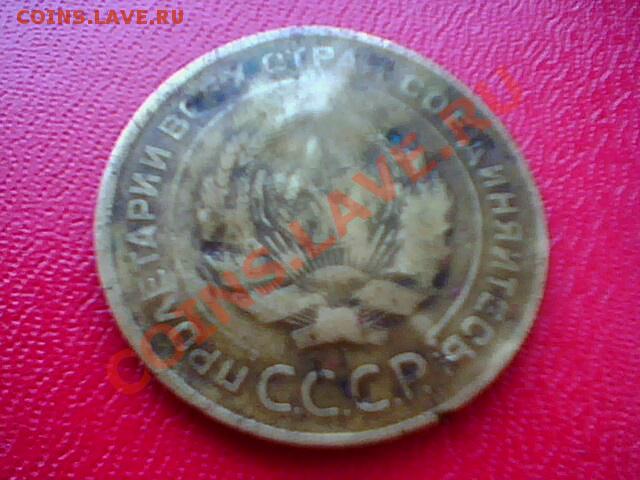 COINS.LAVE.RU
ПРОЛЕТАРИИ ВСЕХ СТРАН СОЕДИНЯЙТЕСЬ
С.С.С.Р.
COINS.LAVE.RU